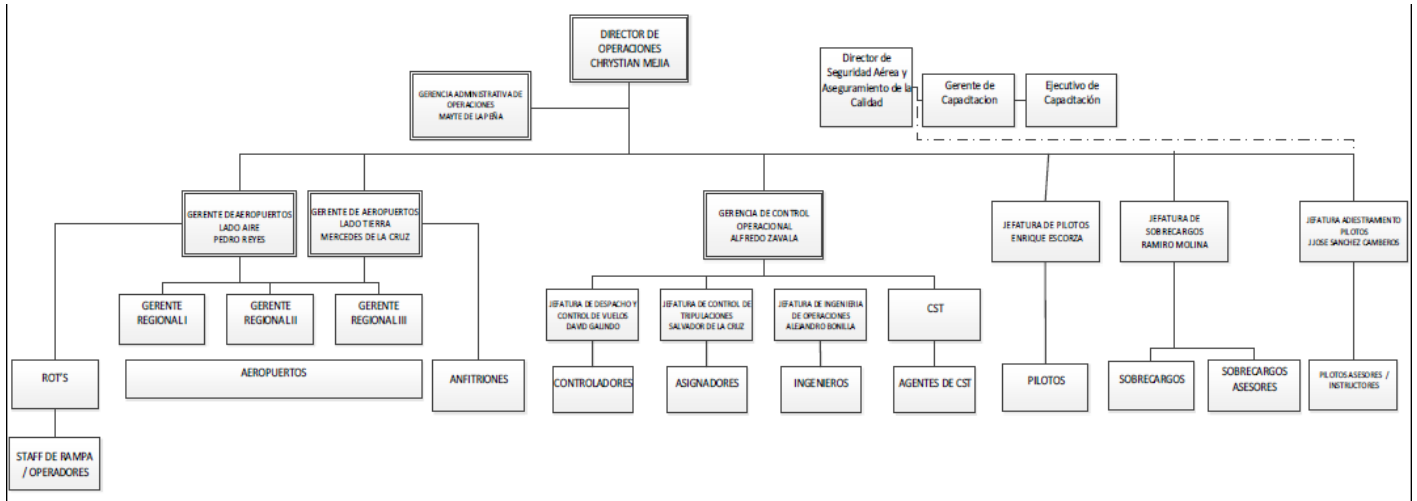 DIRECTOR DE
OPERACIONES
CHRYSTIAN MEJIA
GERENCIA ADMINISTRATIVA DE
OPERACIONES
MAYTE DE LA PEÑA
Director de
Seguridad Aérea y
Aseguramiento de la
Calidad
Gerente de
Capacitacion
Ejecutivo de
Capacitación
GERENTE DE AEROPUERTOS
LADO AIRE
PEDRO REYES
GERENTE DE AEROPUERTOS
LADO TIERRA
MERCEDES DE LA CRUZ
GERENCIA DE CONTROL
OPERACIONAL
ALFREDO ZAVALA
JEFATURA DE PILOTOS
ENRIQUE ESCORZA
JEFATURA DE
SOBRECARGOS
RAMIRO MOLINA
JEFATURA ADIESTRAMIENTO
PILOTOS
J.JOSE SANCHEZ CAMBEROS
GERENTE
REGIONAL I
GERENTE
REGIONAL II
GERENTE
REGIONAL III
JEFATURA DE DESPACHO Y
CONTROL DE VUELOS
DAVID GALINDO
JEFATURA DE CONTROL DE
TRIPULACIONES
SALVADOR DE LA CRUZ
JEFATURA DE INGENIERIA
DE OPERACIONES
ALEJANDRO BONILLA
CST
ROT'S
AEROPUERTOS
ANFITRIONES
CONTROLADORES
ASIGNADORES
INGENIEROS
AGENTES DE CST
PILOTOS
SOBRECARGOS
SOBRECARGOS
ASESORES
PILOTOS ASESORES /
INSTRUCTORES
STAFF DE RAMPA
/ OPERADORES